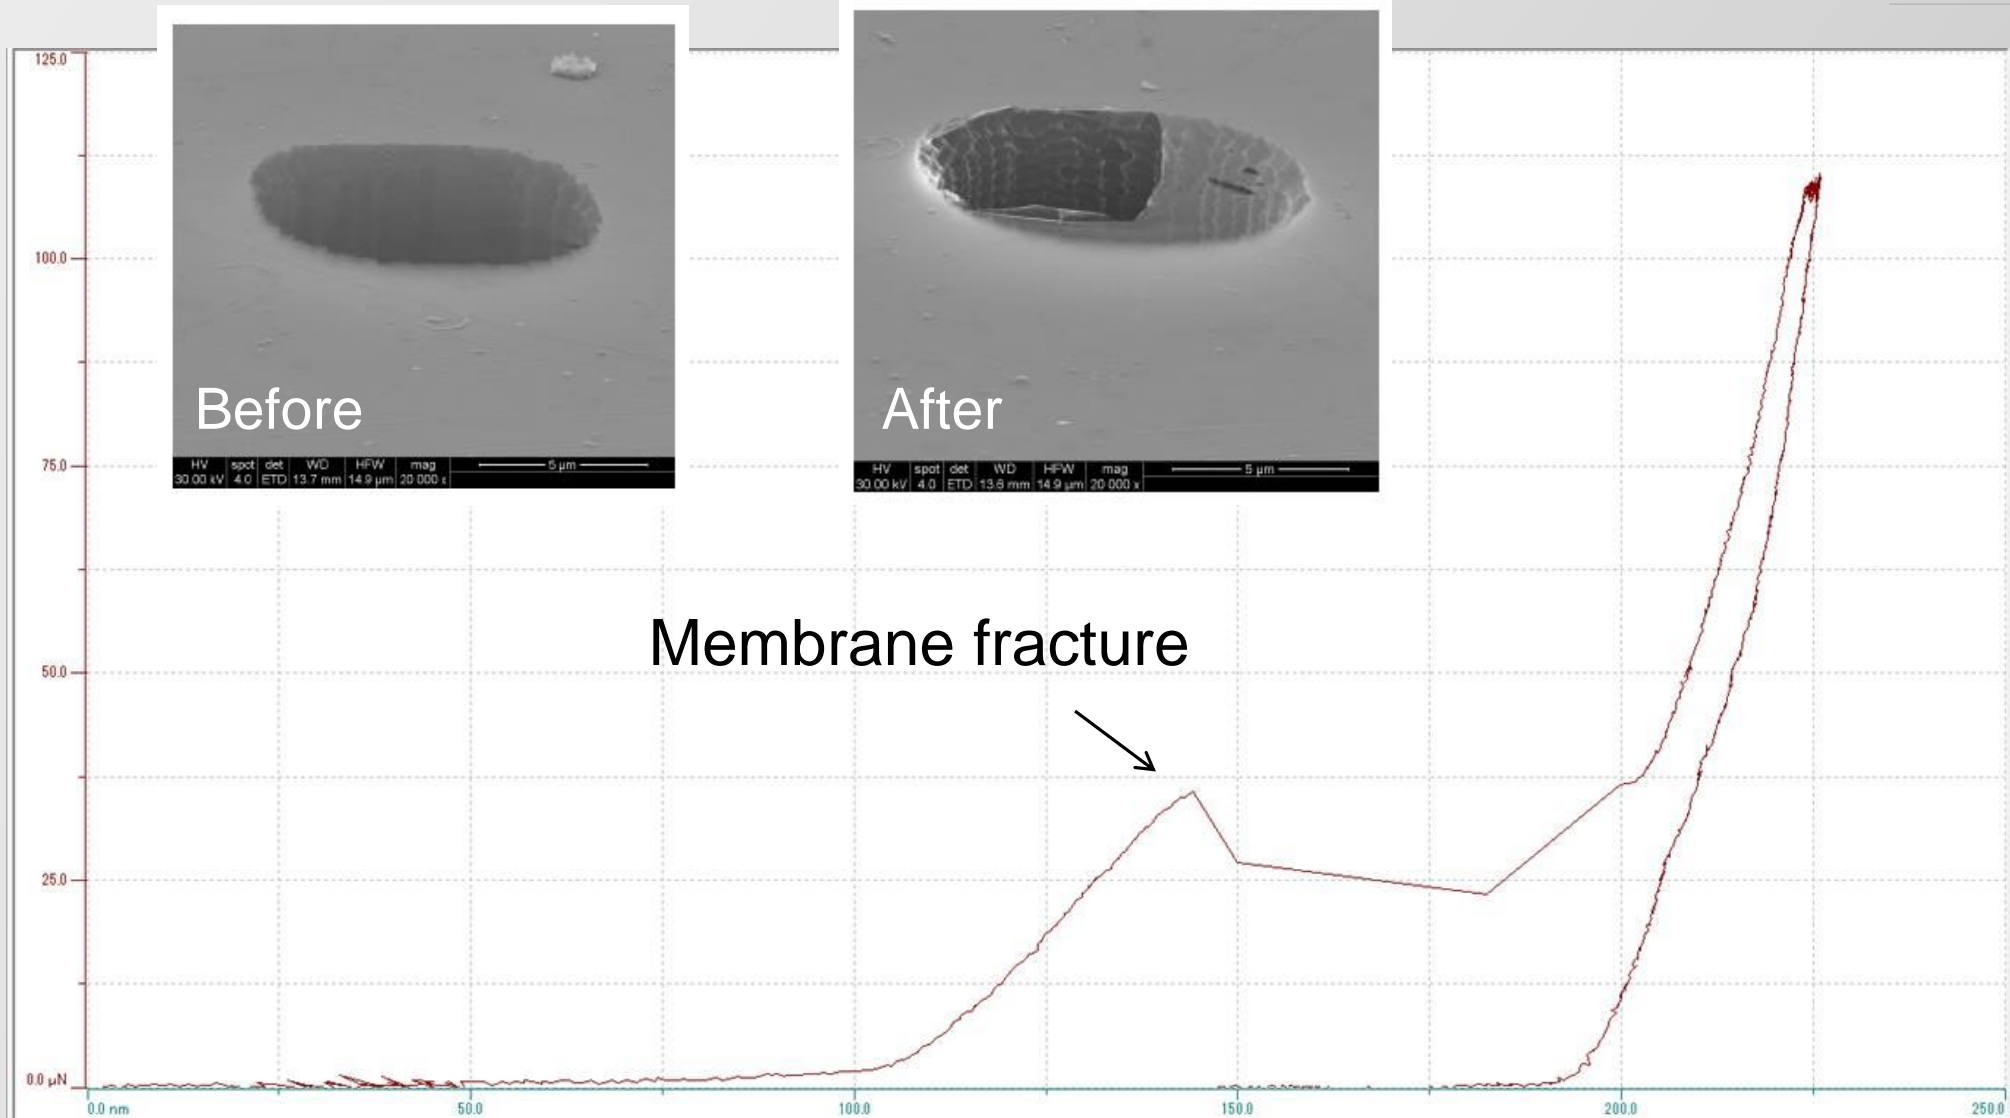 Before
HV spot det WD HFW mag 5 µm
30.00 kV 4.0 ETD 13.7 mm 14.9 µm 20 000 x
After
HV spot det WD HFW mag 5 µm
30.00 kV 4.0 ETD 13.6 mm 14.9 µm 20 000 x
Membrane fracture
125.0
100.0
75.0
50.0
25.0
0.0 µN
0.0 nm 50.0 100.0 150.0 200.0 250.0